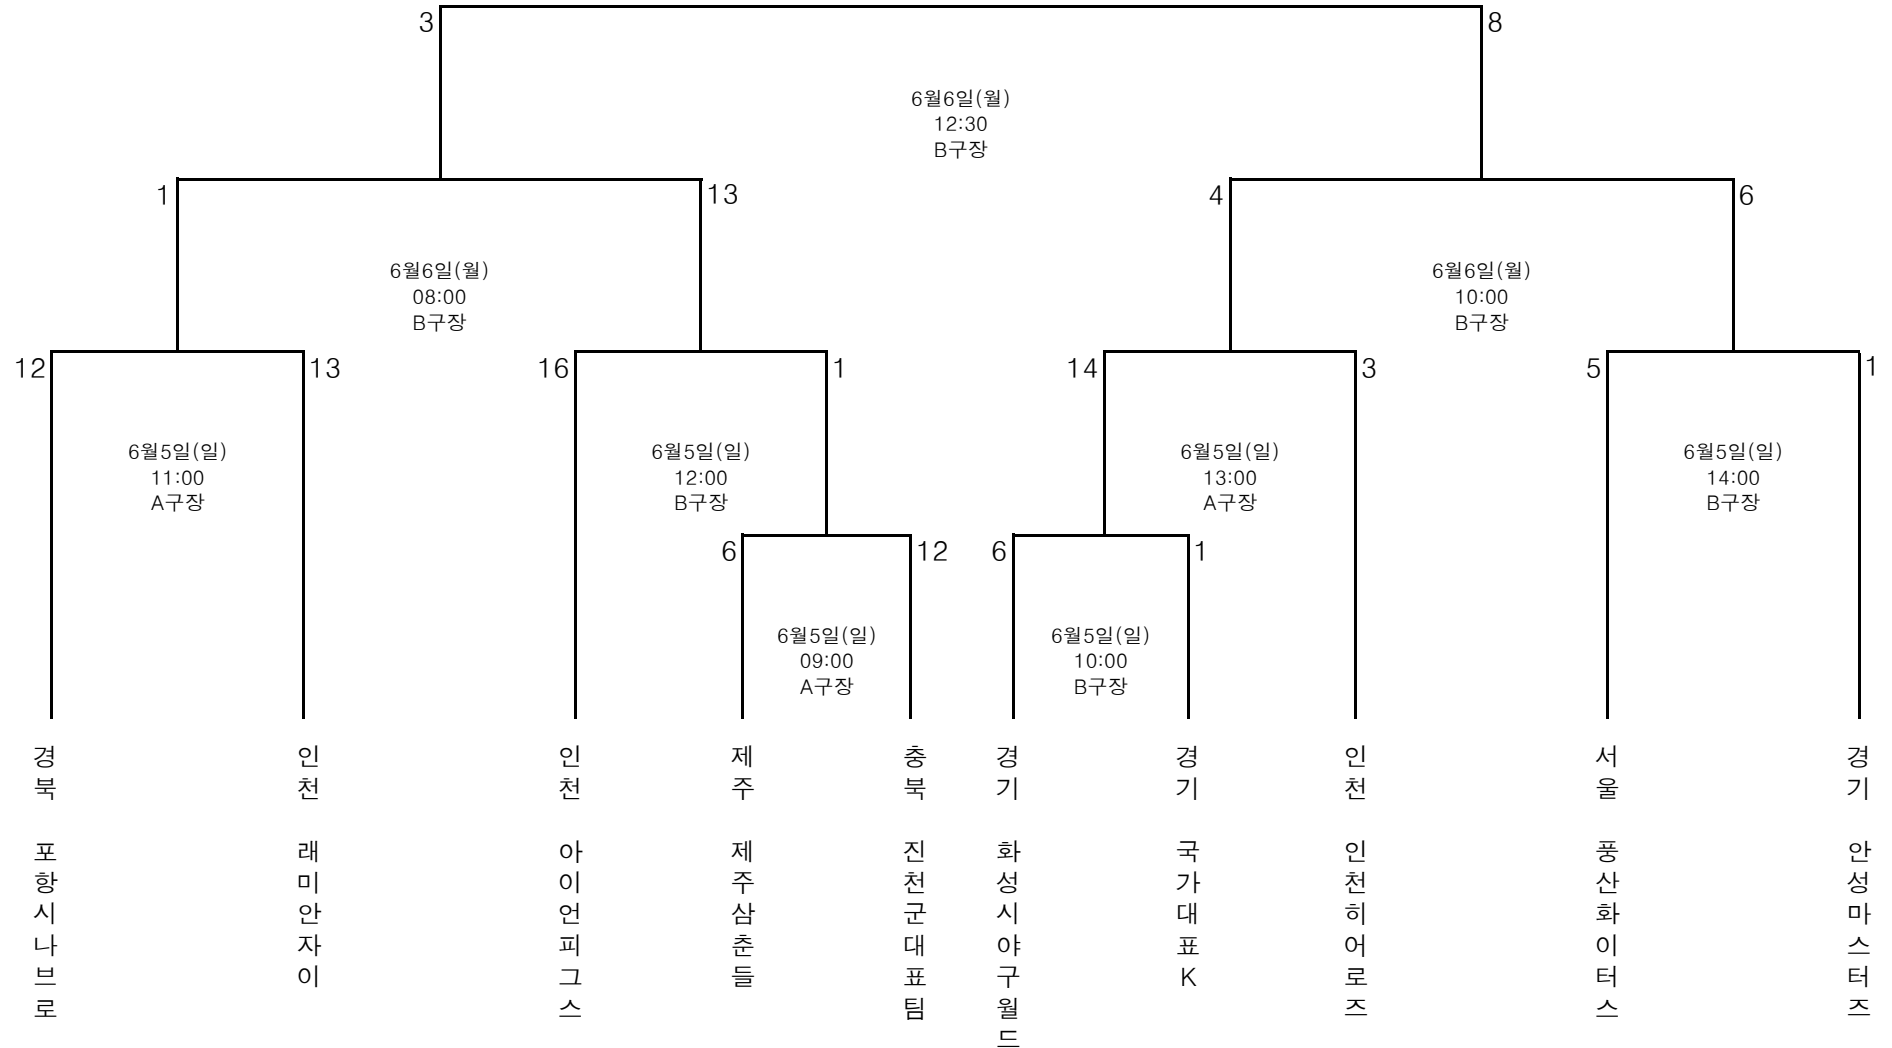 3
8
6월6일(월)
12:30
B구장
1
13
4
6
6월6일(월)
08:00
B구장
6월6일(월)
10:00
B구장
12
13
16
1
14
3
5
1
6월5일(일)
11:00
A구장
6월5일(일)
12:00
B구장
6월5일(일)
13:00
A구장
6월5일(일)
14:00
B구장
6
12
6
1
6월5일(일)
09:00
A구장
6월5일(일)
10:00
B구장
경북 포항시나브로
인천 래미안자이
인천 아이언피그스
제주 제주삼춘들
충북 진천군대표팀
경기 화성시야구월드
경기 국가대표K
인천 인천히어로즈
서울 풍산화이터스
경기 안성마스터즈